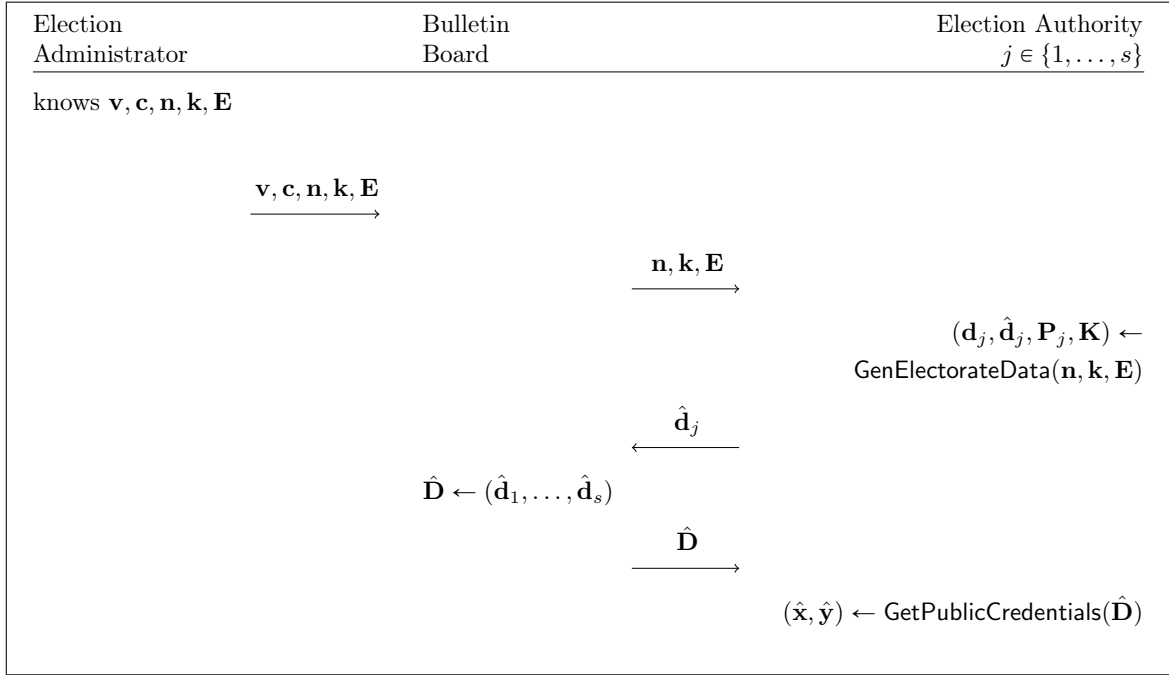 Election Bulletin Election Authority
Administrator Board j ∈ {1, . . . , s}
knows v, c, n, k, E
v, c, n, k, E
n, k, E
(d_j, d̂_j, P_j, K) ←
GenElectorateData(n, k, E)
d̂_j
D̂ ← (d̂_1, . . . , d̂_s)
D̂
(x̂, ŷ) ← GetPublicCredentials(D̂)